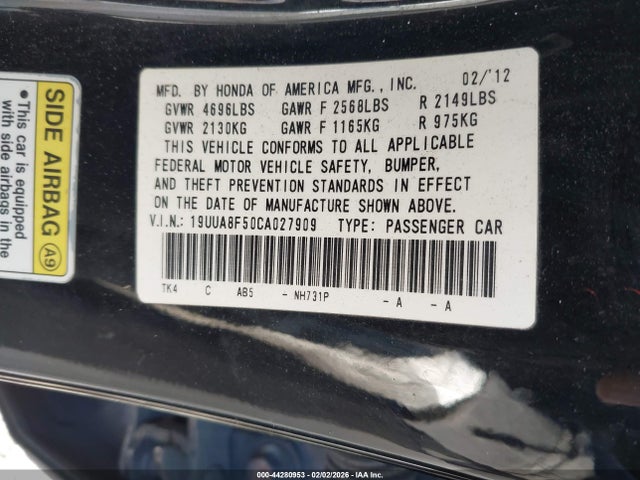 MFD. BY HONDA OF AMERICA MFG., INC. 02/'12
GVWR 4696LBS GAWR F 2568LBS R 2149LBS
GVWR 2130KG GAWR F 1165KG R 975KG
THIS VEHICLE CONFORMS TO ALL APPLICABLE
FEDERAL MOTOR VEHICLE SAFETY, BUMPER,
AND THEFT PREVENTION STANDARDS IN EFFECT
ON THE DATE OF MANUFACTURE SHOWN ABOVE.
V.I.N.: 19UUA8F50CA027909 TYPE: PASSENGER CAR
TK4 C AB5 - NH731P - A - A
SIDE AIRBAG A9
• This car is equipped
with side airbags in the
000-44280953 - 02/02/2026 - IAA Inc.